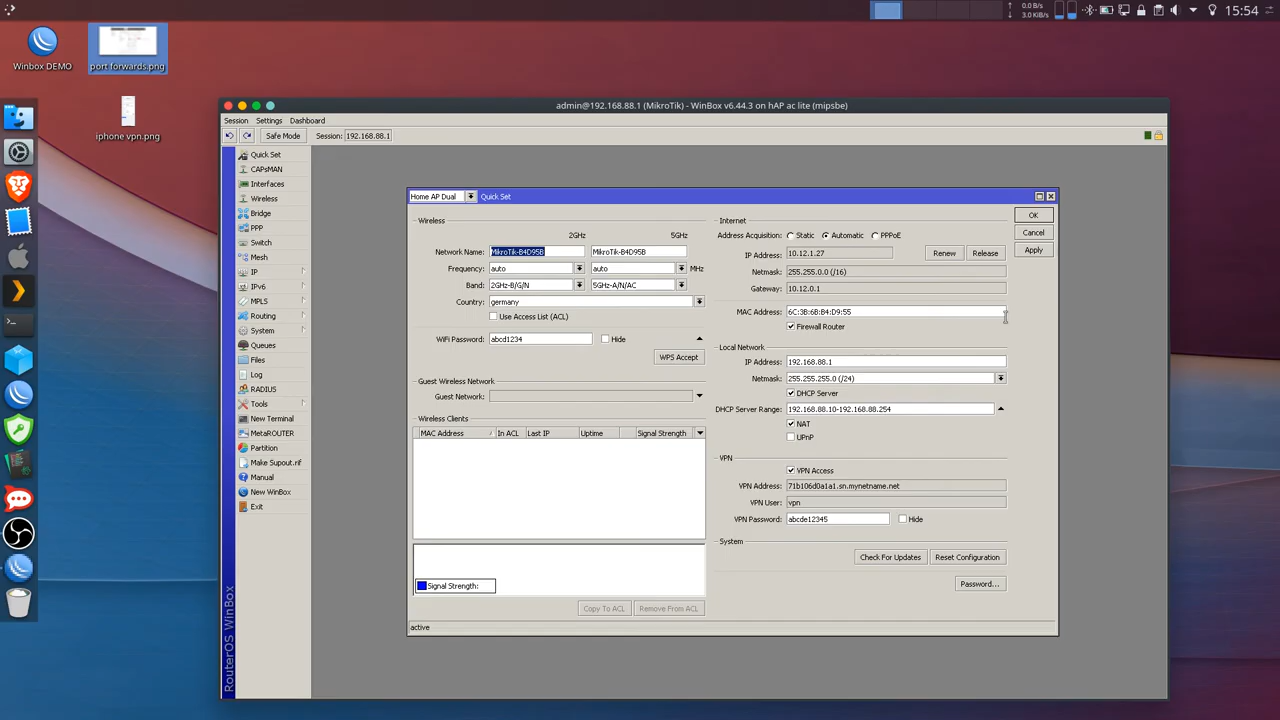 0.0 B/s
3.0 KiB/s
15:54
Winbox DEMO
port forwards.png
iphone vpn.png
admin@192.168.88.1 (MikroTik) - WinBox v6.44.3 on hAP ac lite (mipsbe)
Session Settings Dashboard
Safe Mode Session: 192.168.88.1
Quick Set
CAPsMAN
Interfaces
Wireless
Bridge
PPP
Switch
Mesh
IP
IPv6
MPLS
Routing
System
Queues
Files
Log
RADIUS
Tools
New Terminal
MetaROUTER
Partition
Make Supout.rif
Manual
New WinBox
Exit
RouterOS WinBox
Home AP Dual Quick Set
Wireless
2GHz 5GHz
Network Name: MikroTik-B4D95B MikroTik-B4D95B
Frequency: auto auto MHz
Band: 2GHz-B/G/N 5GHz-A/N/AC
Country: germany
Use Access List (ACL)
WiFi Password: abcd1234 Hide
WPS Accept
Guest Wireless Network
Guest Network:
Wireless Clients
MAC Address In ACL Last IP Uptime Signal Strength
Signal Strength:
Copy To ACL Remove From ACL
active
Internet
Address Acquisition: Static Automatic PPPoE
IP Address: 10.12.1.27 Renew Release
Netmask: 255.255.0.0 (/16)
Gateway: 10.12.0.1
MAC Address: 6C:3B:6B:B4:D9:55
Firewall Router
Local Network
IP Address: 192.168.88.1
Netmask: 255.255.255.0 (/24)
DHCP Server
DHCP Server Range: 192.168.88.10-192.168.88.254
NAT
UPnP
VPN
VPN Access
VPN Address: 71b106d0a1a1.sn.mynetname.net
VPN User: vpn
VPN Password: abcde12345 Hide
System
Check For Updates Reset Configuration
Password...
OK
Cancel
Apply